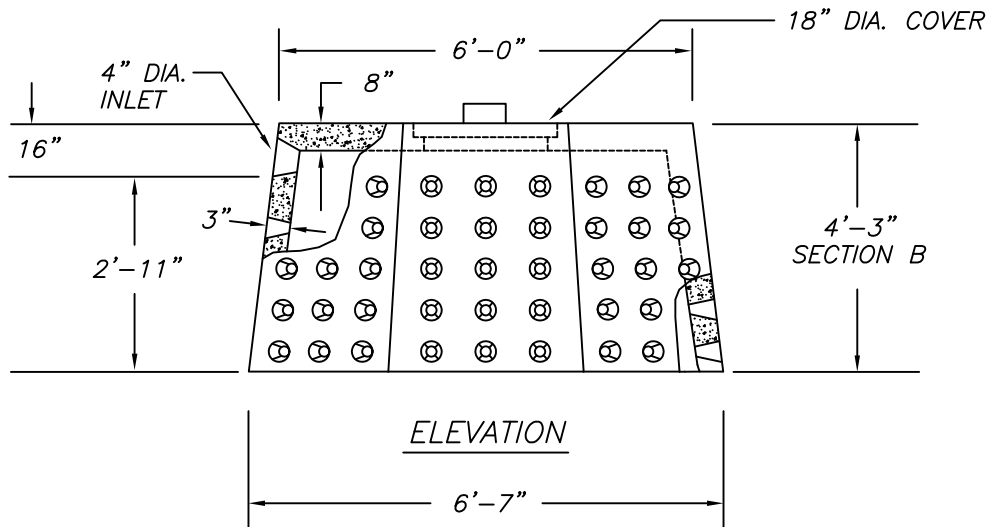 18” DIA. COVER
6’-0”
4” DIA.
INLET
8”
16”
3”
2’-11”
4’-3”
SECTION B
ELEVATION
6’-7”